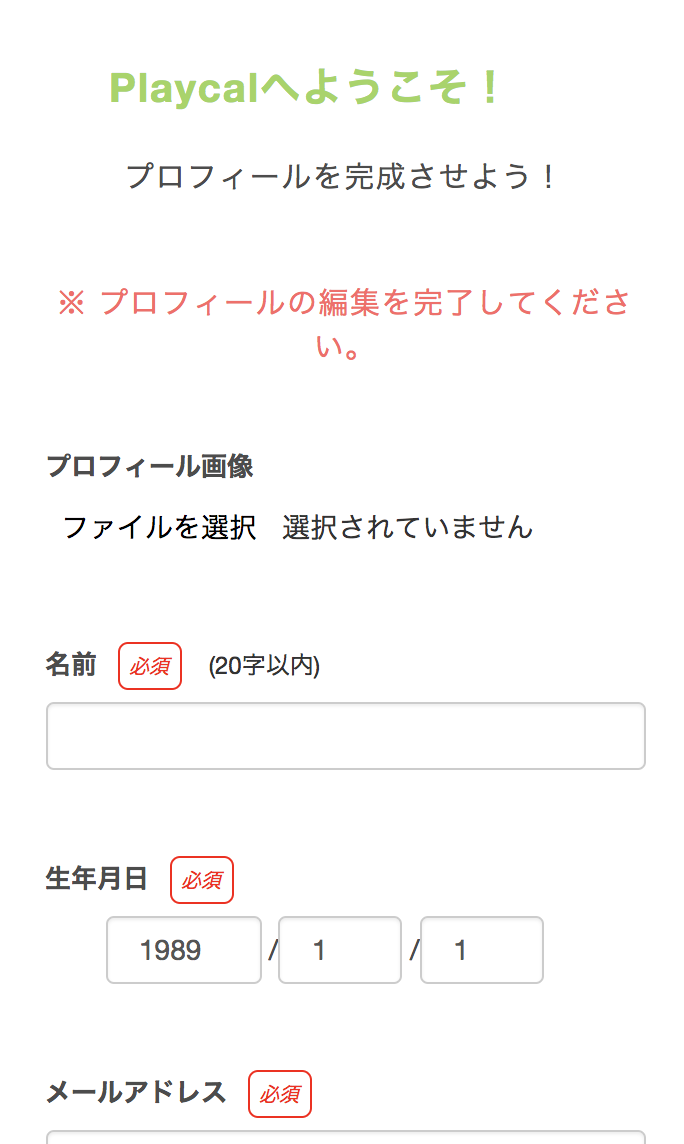 Playcalへようこそ！
プロフィールを完成させよう！
※ プロフィールの編集を完了してくださ
い。
プロフィール画像
ファイルを選択 選択されていません
名前 必須 (20字以内)
生年月日 必須
1989 / 1 / 1
メールアドレス 必須